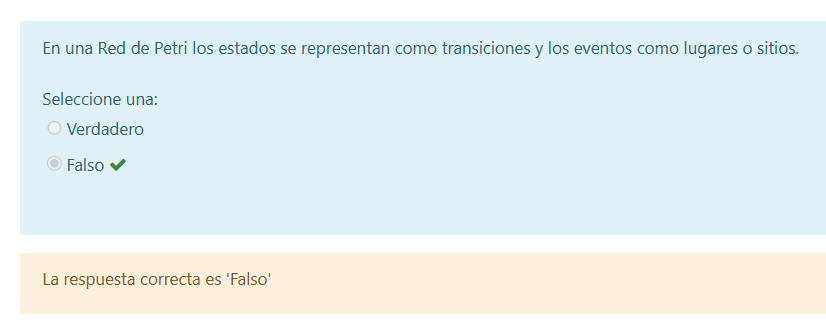 En una Red de Petri los estados se representan como transiciones y los eventos como lugares o sitios.
Seleccione una:
Verdadero
Falso
La respuesta correcta es 'Falso'